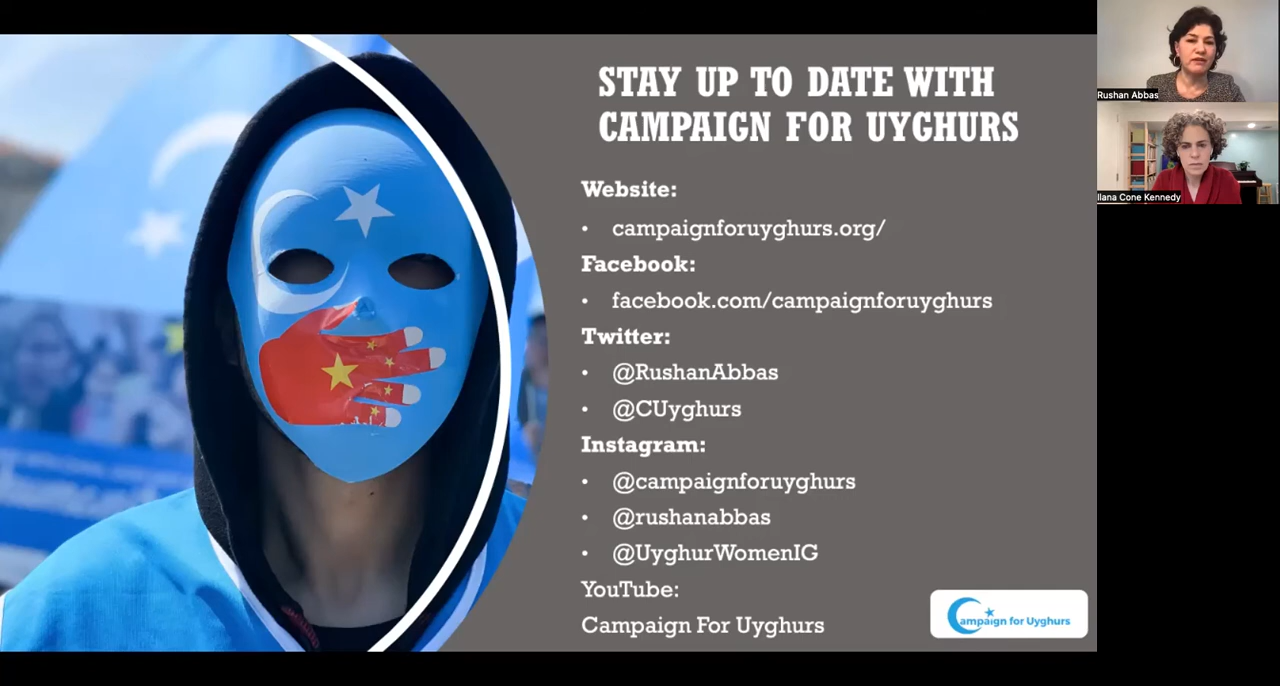 STAY UP TO DATE WITH
CAMPAIGN FOR UYGHURS
Website:
• campaignforuyghurs.org/
Facebook:
• facebook.com/campaignforuyghurs
Twitter:
• @RushanAbbas
• @CUyghurs
Instagram:
• @campaignforuyghurs
• @rushanabbas
• @UyghurWomenIG
YouTube:
Campaign For Uyghurs
ampaign for Uyghurs
Rushan Abbas
Ilana Cone Kennedy